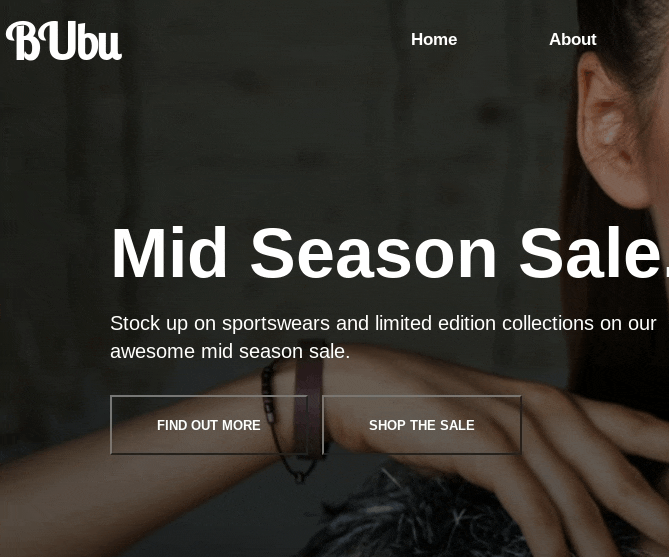 BUbu
Home
About
Mid Season Sale.
Stock up on sportswears and limited edition collections on our
awesome mid season sale.
FIND OUT MORE
SHOP THE SALE